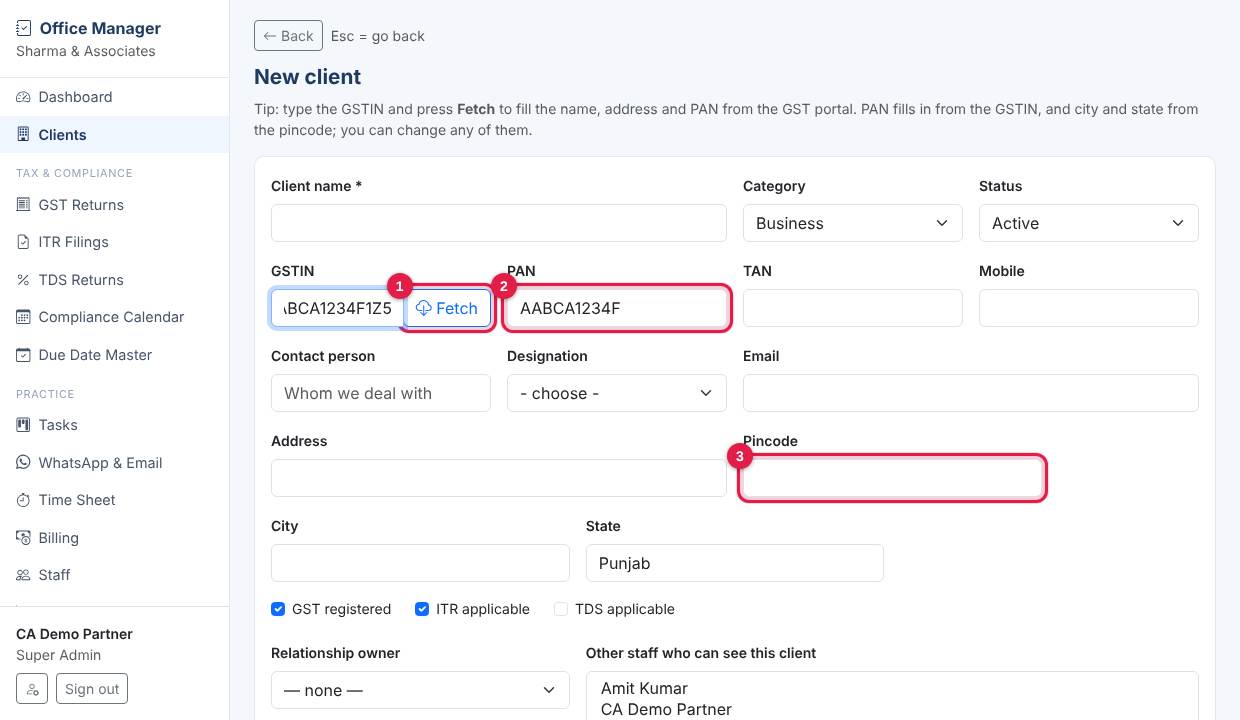 Office Manager
Sharma & Associates
Dashboard
Clients
TAX & COMPLIANCE
GST Returns
ITR Filings
TDS Returns
Compliance Calendar
Due Date Master
PRACTICE
Tasks
WhatsApp & Email
Time Sheet
Billing
Staff
CA Demo Partner
Super Admin
Sign out
Back Esc = go back
New client
Tip: type the GSTIN and press Fetch to fill the name, address and PAN from the GST portal. PAN fills in from the GSTIN, and city and state from
the pincode; you can change any of them.
Client name * Category Status
Business Active
GSTIN PAN TAN Mobile
1 2
BCA1234F1Z5 Fetch AABCA1234F
Contact person Designation Email
Whom we deal with - choose -
Address Pincode
3
City State
Punjab
GST registered ITR applicable TDS applicable
Relationship owner Other staff who can see this client
— none — Amit Kumar
CA Demo Partner